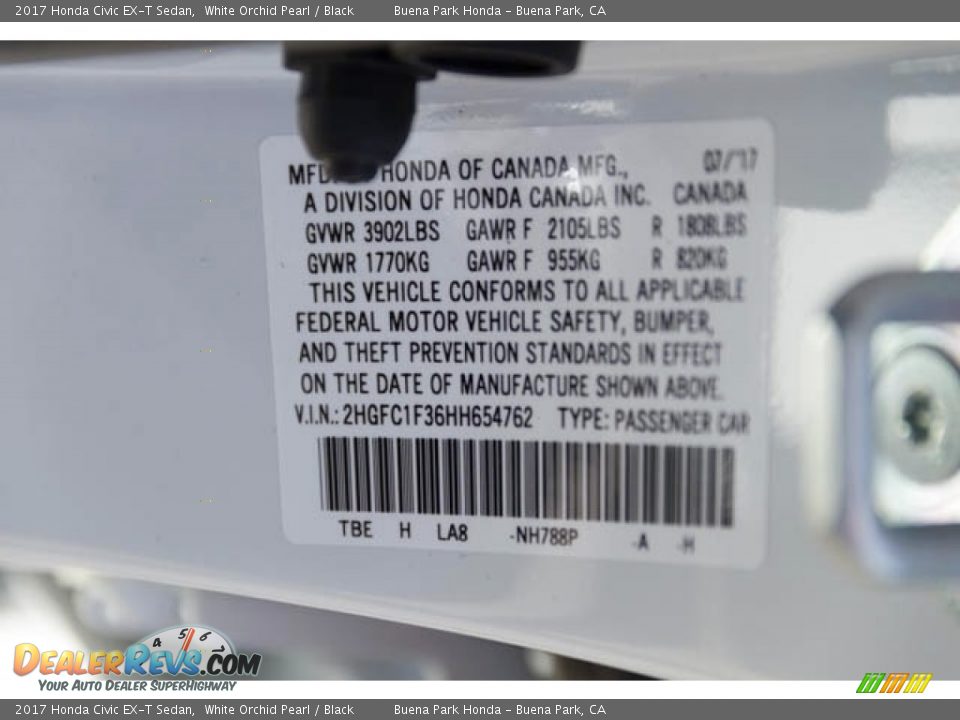 2017 Honda Civic EX-T Sedan, White Orchid Pearl / Black Buena Park Honda - Buena Park, CA
HONDA OF CANADA MFG., 07/17
A DIVISION OF HONDA CANADA INC. CANADA
GVWR 3902LBS GAWR F 2105LBS R 1808LBS
GVWR 1770KG GAWR F 955KG R 820KG
THIS VEHICLE CONFORMS TO ALL APPLICABLE
FEDERAL MOTOR VEHICLE SAFETY, BUMPER,
AND THEFT PREVENTION STANDARDS IN EFFECT
ON THE DATE OF MANUFACTURE SHOWN ABOVE.
V.I.N.: 2HGFC1F36HH654762 TYPE: PASSENGER CAR
TBE H LA8 -NH788P -A -H
4 5 6 7
DEALERREVS.COM
YOUR AUTO DEALER SUPERHIGHWAY
2017 Honda Civic EX-T Sedan, White Orchid Pearl / Black Buena Park Honda - Buena Park, CA